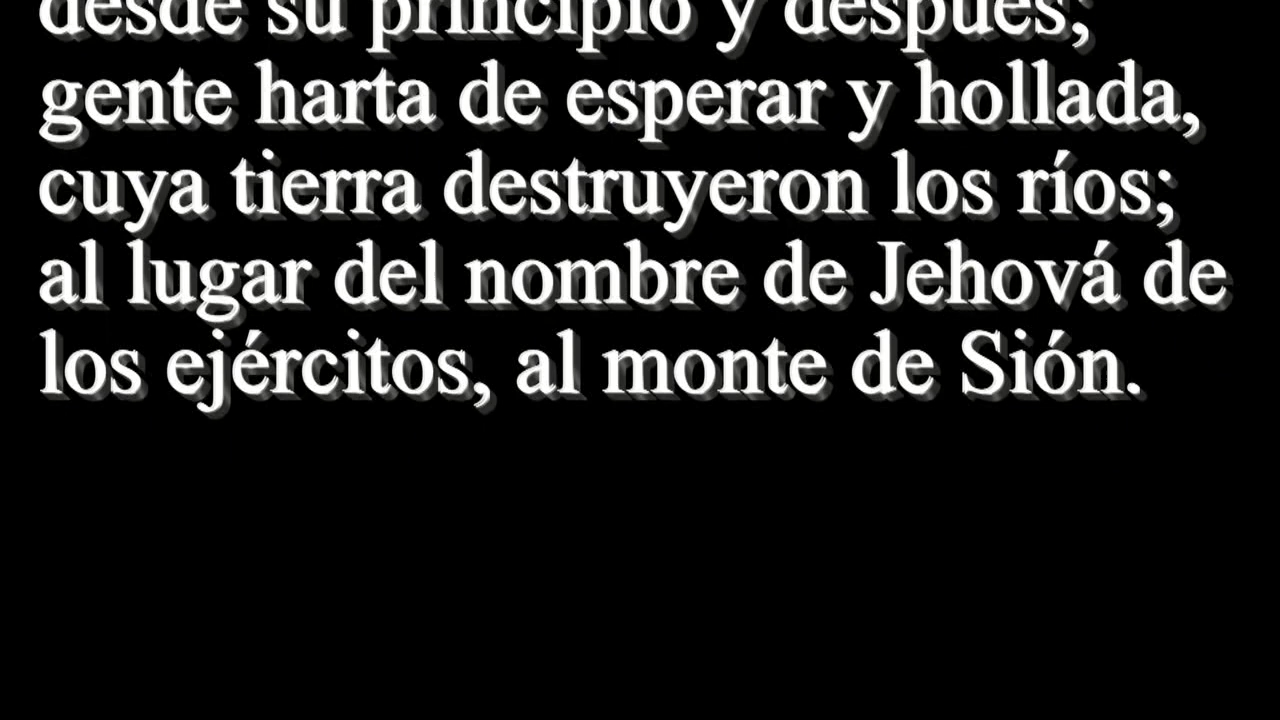 desde su principio y después;
gente harta de esperar y hollada,
cuya tierra destruyeron los ríos;
al lugar del nombre de Jehová de
los ejércitos, al monte de Sión.